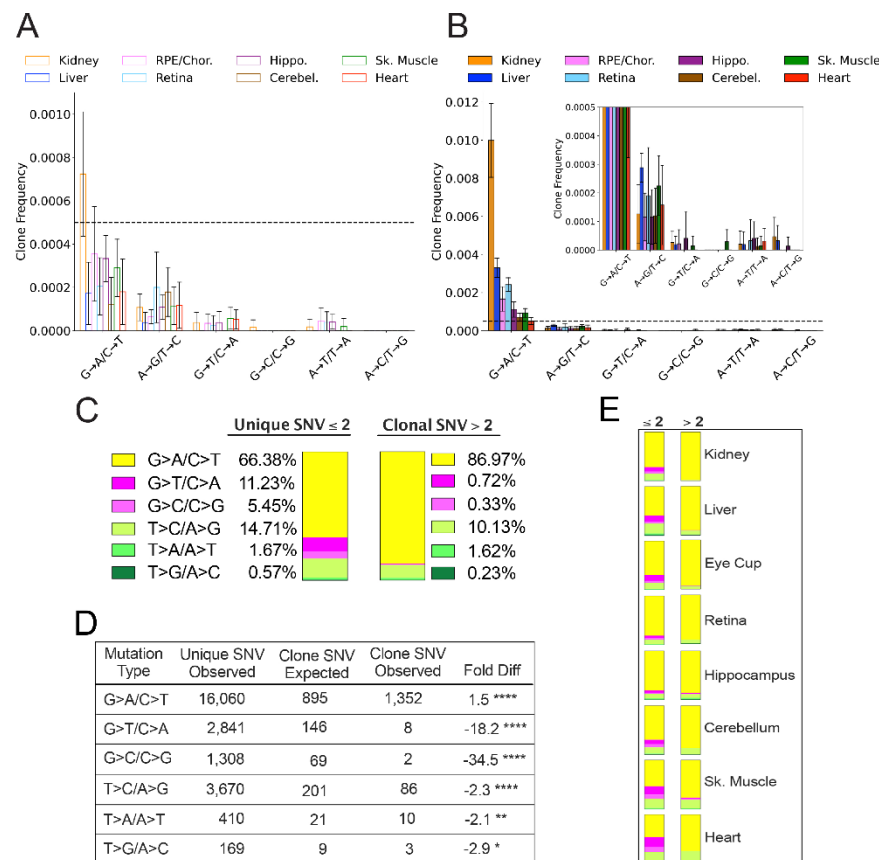 A
Kidney RPE/Chor. Hippo. Sk. Muscle
Liver Retina Cerebel. Heart
Clone Frequency
0.0010
0.0008
0.0006
0.0004
0.0002
0.0000
G→A/C→T A→G/T→C G→T/C→A G→C/C→G A→T/T→A A→C/T→G
B
Kidney RPE/Chor. Hippo. Sk. Muscle
Liver Retina Cerebel. Heart
Clone Frequency
0.012
0.010
0.008
0.006
0.004
0.002
0.000
G→A/C→T A→G/T→C G→T/C→A G→C/C→G A→T/T→A A→C/T→G
Clone Frequency
0.0005
0.0004
0.0003
0.0002
0.0001
0.0000
G→A/C→T A→G/T→C G→T/C→A G→C/C→G A→T/T→A A→C/T→G
C
Unique SNV ≤ 2 Clonal SNV > 2
G>A/C>T 66.38% 86.97%
G>T/C>A 11.23% 0.72%
G>C/C>G 5.45% 0.33%
T>C/A>G 14.71% 10.13%
T>A/A>T 1.67% 1.62%
T>G/A>C 0.57% 0.23%
D
Mutation Type Unique SNV Observed Clone SNV Expected Clone SNV Observed Fold Diff
G>A/C>T 16,060 895 1,352 1.5 ****
G>T/C>A 2,841 146 8 -18.2 ****
G>C/C>G 1,308 69 2 -34.5 ****
T>C/A>G 3,670 201 86 -2.3 ****
T>A/A>T 410 21 10 -2.1 **
T>G/A>C 169 9 3 -2.9 *
E
≤ 2 > 2
Kidney
Liver
Eye Cup
Retina
Hippocampus
Cerebellum
Sk. Muscle
Heart